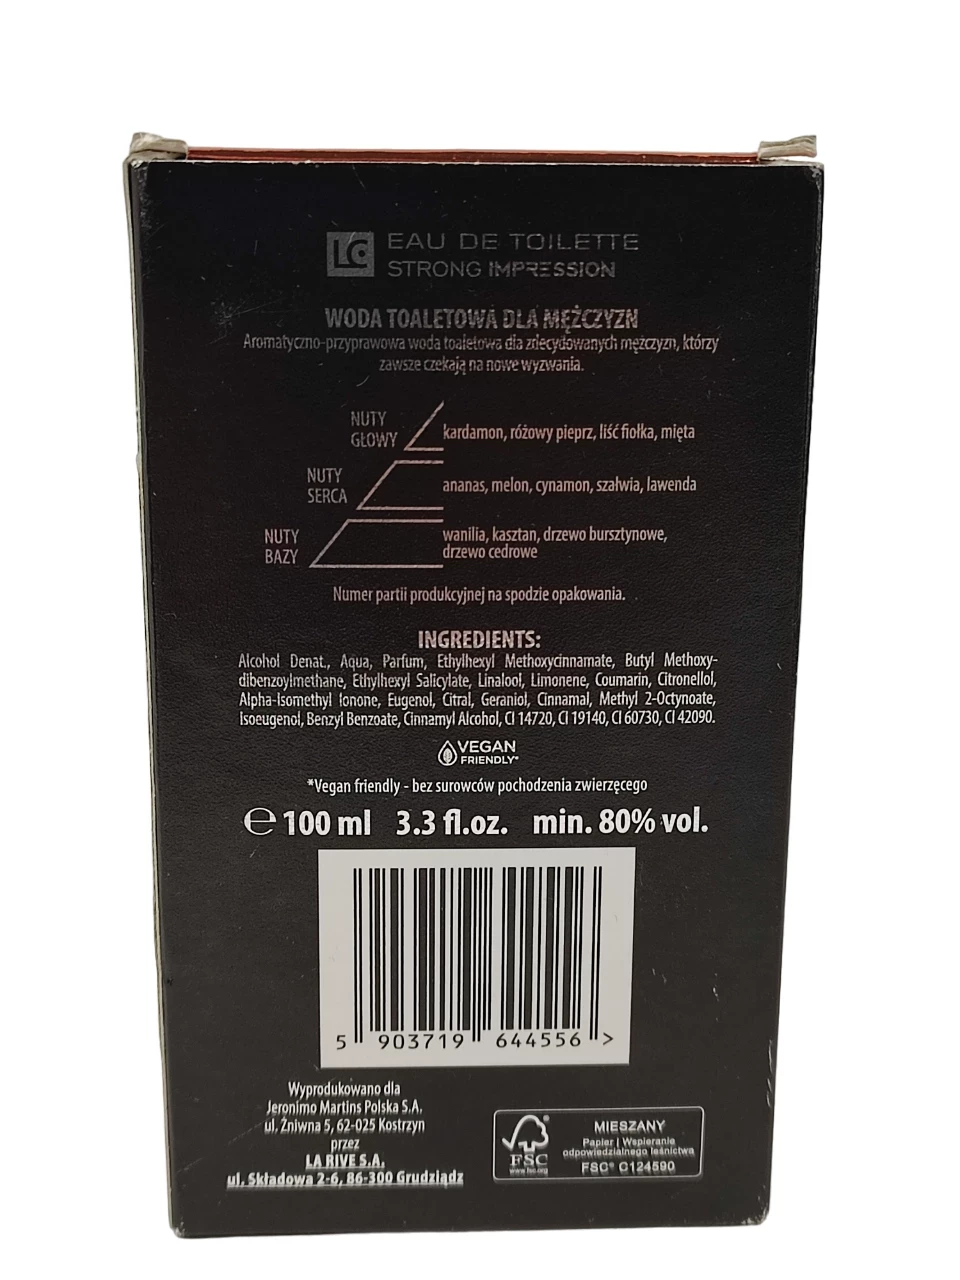 LC EAU DE TOILETTE
STRONG IMPRESSION
WODA TOALETOWA DLA MĘŻCZYZN
Aromatyczno-przyprawowa woda toaletowa dla zdecydowanych mężczyzn, którzy
zawsze czekają na nowe wyzwania.
NUTY
GŁOWY
kardamon, różowy pieprz, liść fiołka, mięta
NUTY
SERCA
ananas, melon, cynamon, szałwia, lawenda
NUTY
BAZY
wanilia, kasztan, drzewo bursztynowe,
drzewo cedrowe
Numer partii produkcyjnej na spodzie opakowania.
INGREDIENTS:
Alcohol Denat., Aqua, Parfum, Ethylhexyl Methoxycinnamate, Butyl Methoxy-
dibenzoylmethane, Ethylhexyl Salicylate, Linalool, Limonene, Coumarin, Citronellol,
Alpha-Isomethyl Ionone, Eugenol, Citral, Geraniol, Cinnamal, Methyl 2-Octynoate,
Isoeugenol, Benzyl Benzoate, Cinnamyl Alcohol, CI 14720, CI 19140, CI 60730, CI 42090.
VEGAN
FRIENDLY*
*Vegan friendly - bez surowców pochodzenia zwierzęcego
℮ 100 ml 3.3 fl.oz. min. 80% vol.
5 903719 644556 >
Wyprodukowano dla
Jeronimo Martins Polska S.A.
ul. Żniwna 5, 62-025 Kostrzyn
przez
LA RIVE S.A.
ul. Składowa 2-6, 86-300 Grudziądz
FSC
www.fsc.org
MIESZANY
Papier | Wspieranie
odpowiedzialnego leśnictwa
FSC® C124590